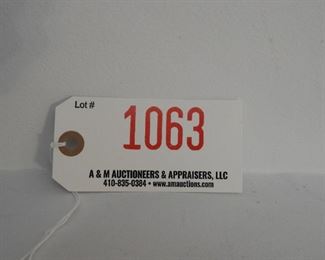 Lot #
1063
A & M AUCTIONEERS & APPRAISERS, LLC
410-835-0384 • www.amauctions.com